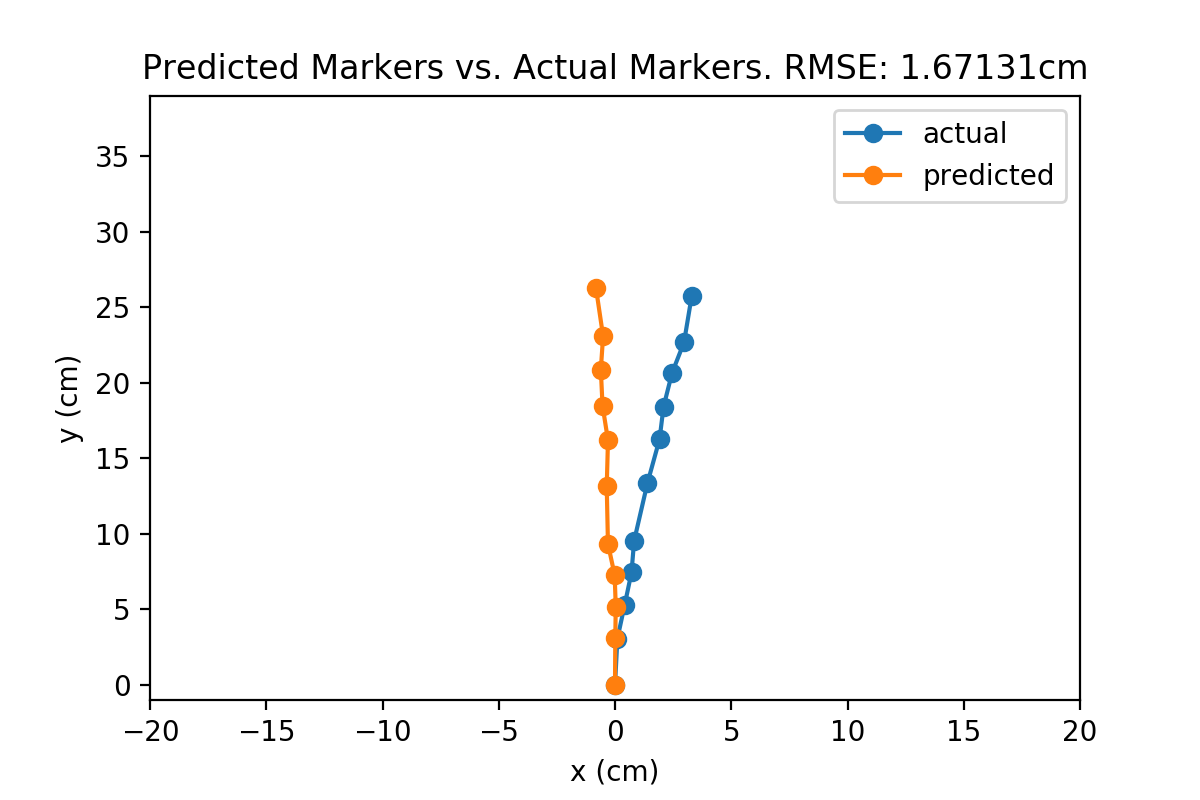 Predicted Markers vs. Actual Markers. RMSE: 1.67131cm
actual
predicted
35
30
25
20
15
10
5
0
y (cm)
−20 −15 −10 −5 0 5 10 15 20
x (cm)